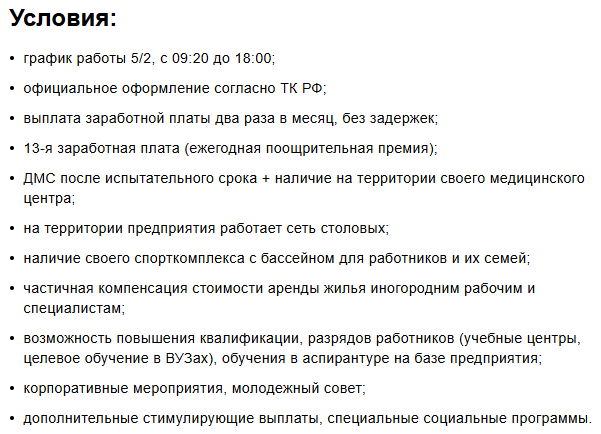 Условия:
• график работы 5/2, с 09:20 до 18:00;
• официальное оформление согласно ТК РФ;
• выплата заработной платы два раза в месяц, без задержек;
• 13-я заработная плата (ежегодная поощрительная премия);
• ДМС после испытательного срока + наличие на территории своего медицинского
центра;
• на территории предприятия работает сеть столовых;
• наличие своего спорткомплекса с бассейном для работников и их семей;
• частичная компенсация стоимости аренды жилья иногородним рабочим и
специалистам;
• возможность повышения квалификации, разрядов работников (учебные центры,
целевое обучение в ВУЗах), обучения в аспирантуре на базе предприятия;
• корпоративные мероприятия, молодежный совет;
• дополнительные стимулирующие выплаты, специальные социальные программы.